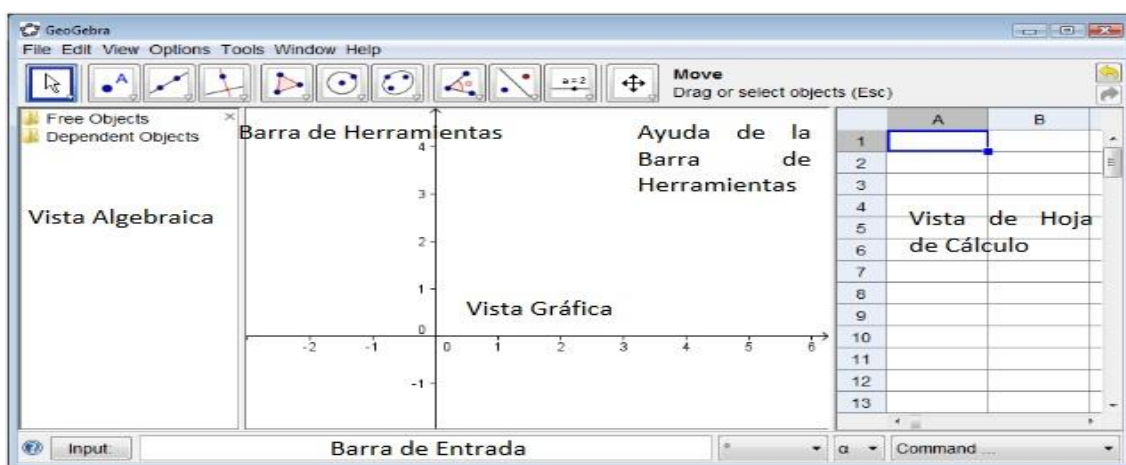 GeoGebra
File Edit View Options Tools Window Help
A
a=2
Move
Drag or select objects (Esc)
Free Objects
Dependent Objects
Barra de Herramientas
Ayuda de la
Barra de
Herramientas
Vista Algebraica
Vista Gráfica
4
3
2
1
0
-1
-2 -1 0 1 2 3 4 5 6
A B
1
2
3
4
5
6
7
8
9
10
11
12
13
Vista de Hoja
de Cálculo
Input:
Barra de Entrada
α
Command ...